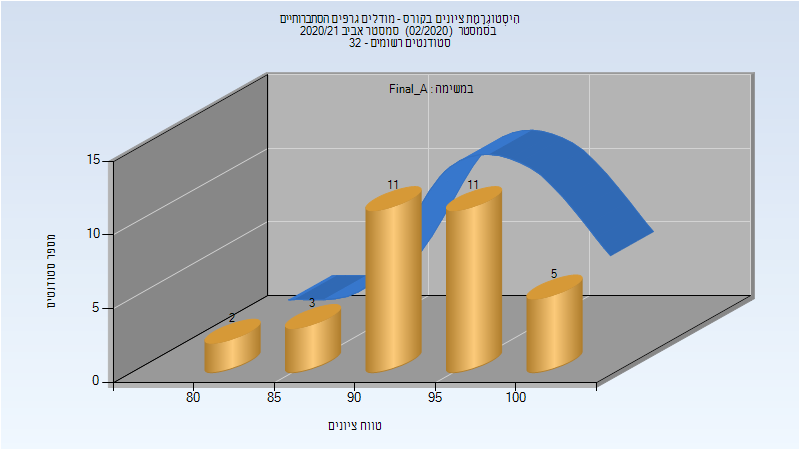 היסטוגרמת ציונים בקורס - מודלים גרפים הסתברותיים
בסמסטר (02/2020) סמסטר אביב 2020/21
סטודנטים רשומים - 32
במשימה : Final_A
15
10
5
0
מספר סטודנטים
2
3
11
11
5
80
85
90
95
100
טווח ציונים